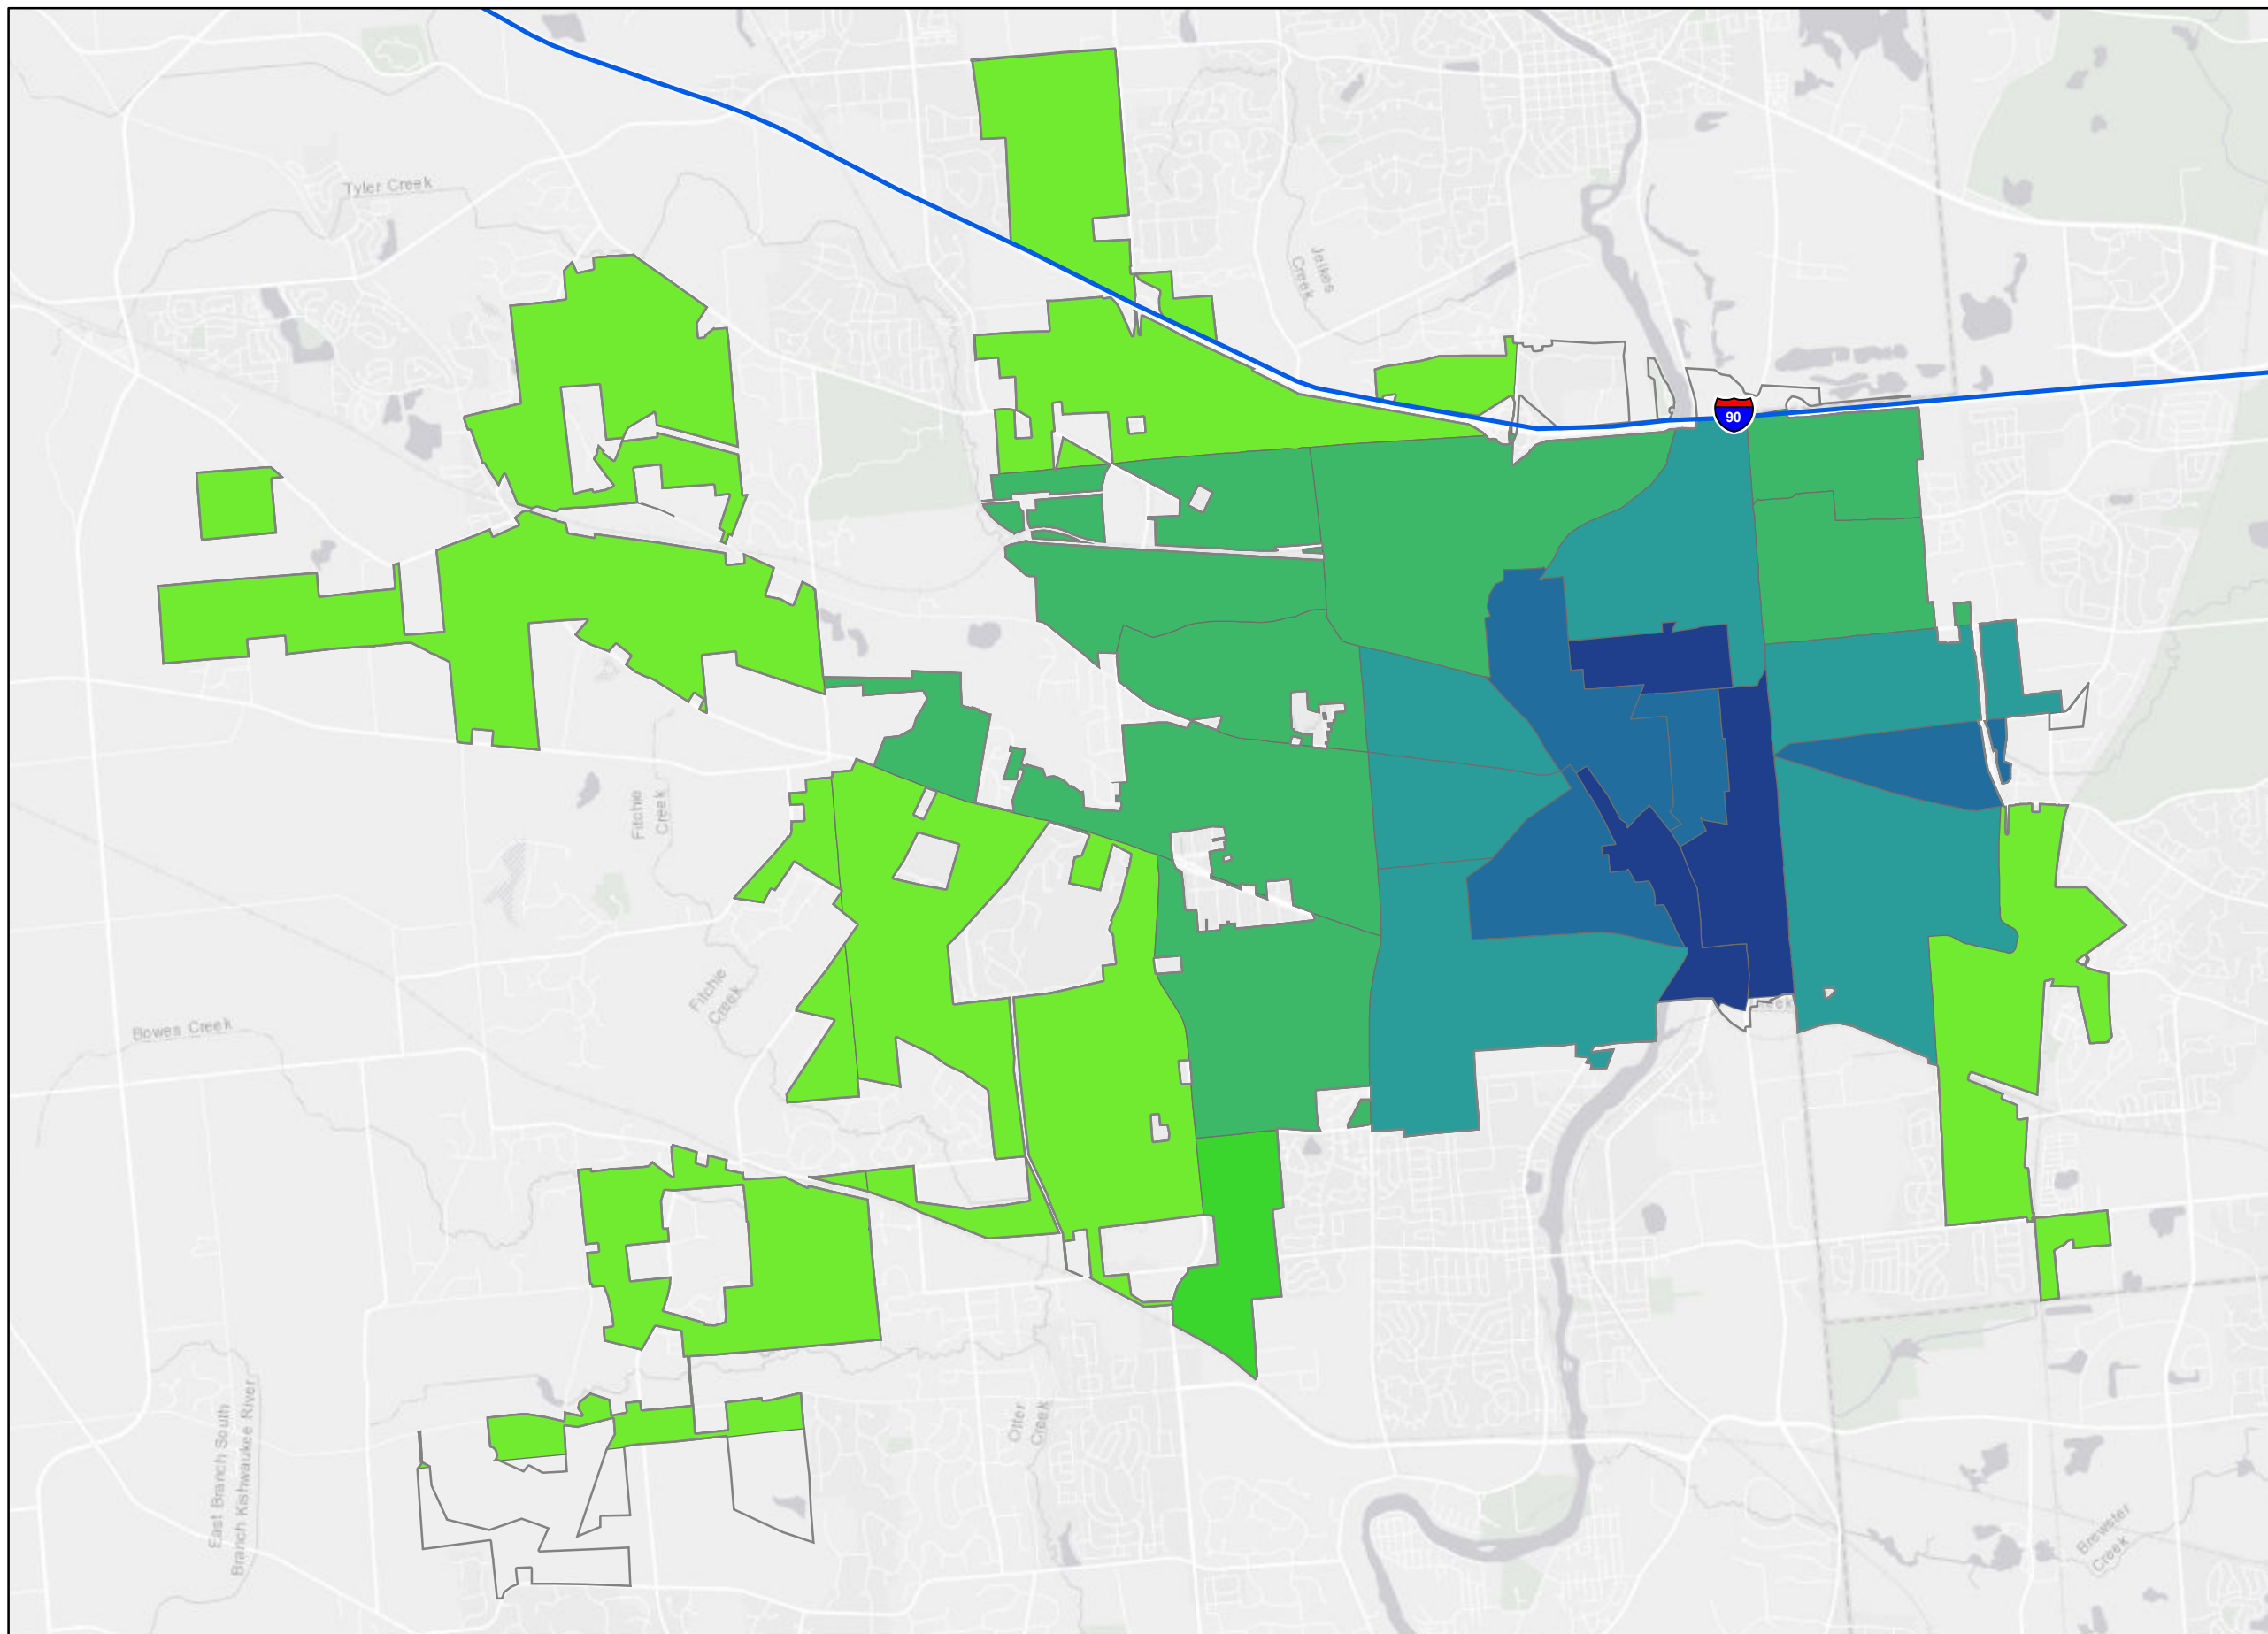 Tyler Creek
Jelkes
Creek
90
Fitchie
Creek
Fitchie
Creek
Bowes Creek
Otter
Creek
East Branch South
Branch Kishwaukee River
Brewster
Creek